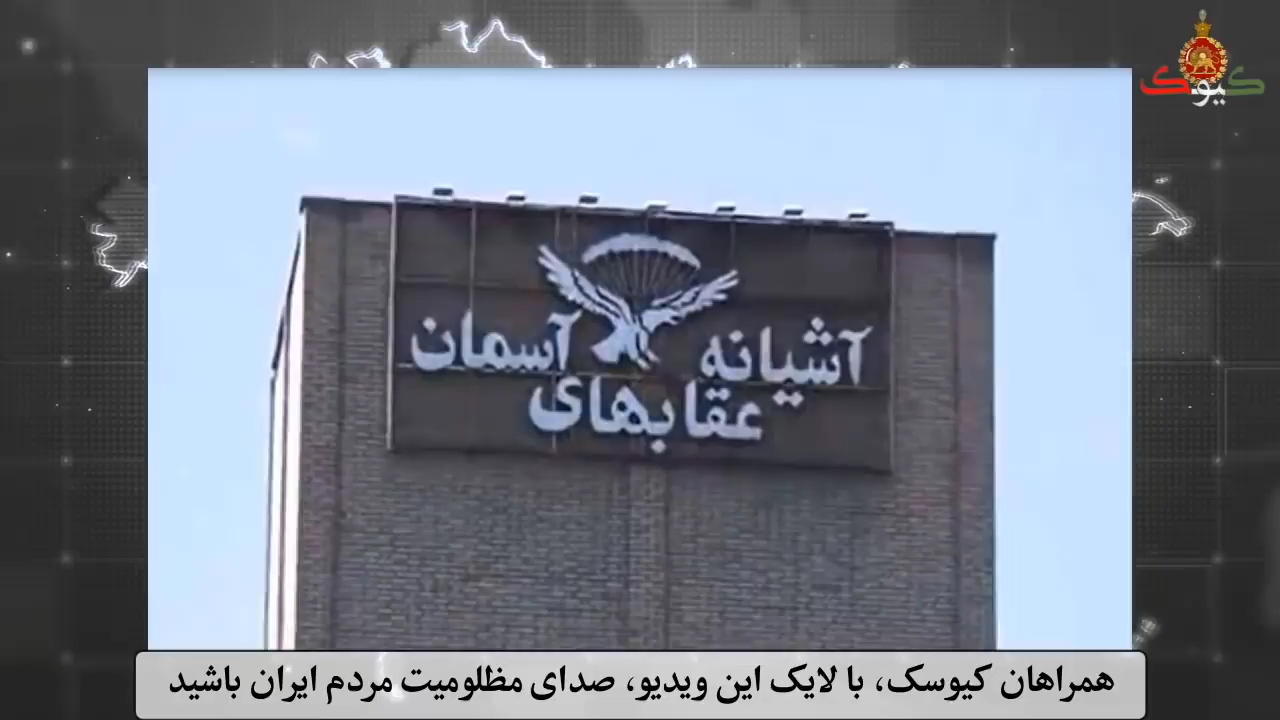 کیوسک
آشیانه
عقابهای
آسمان
همراهان کیوسک، با لایک این ویدیو، صدای مظلومیت مردم ایران باشید